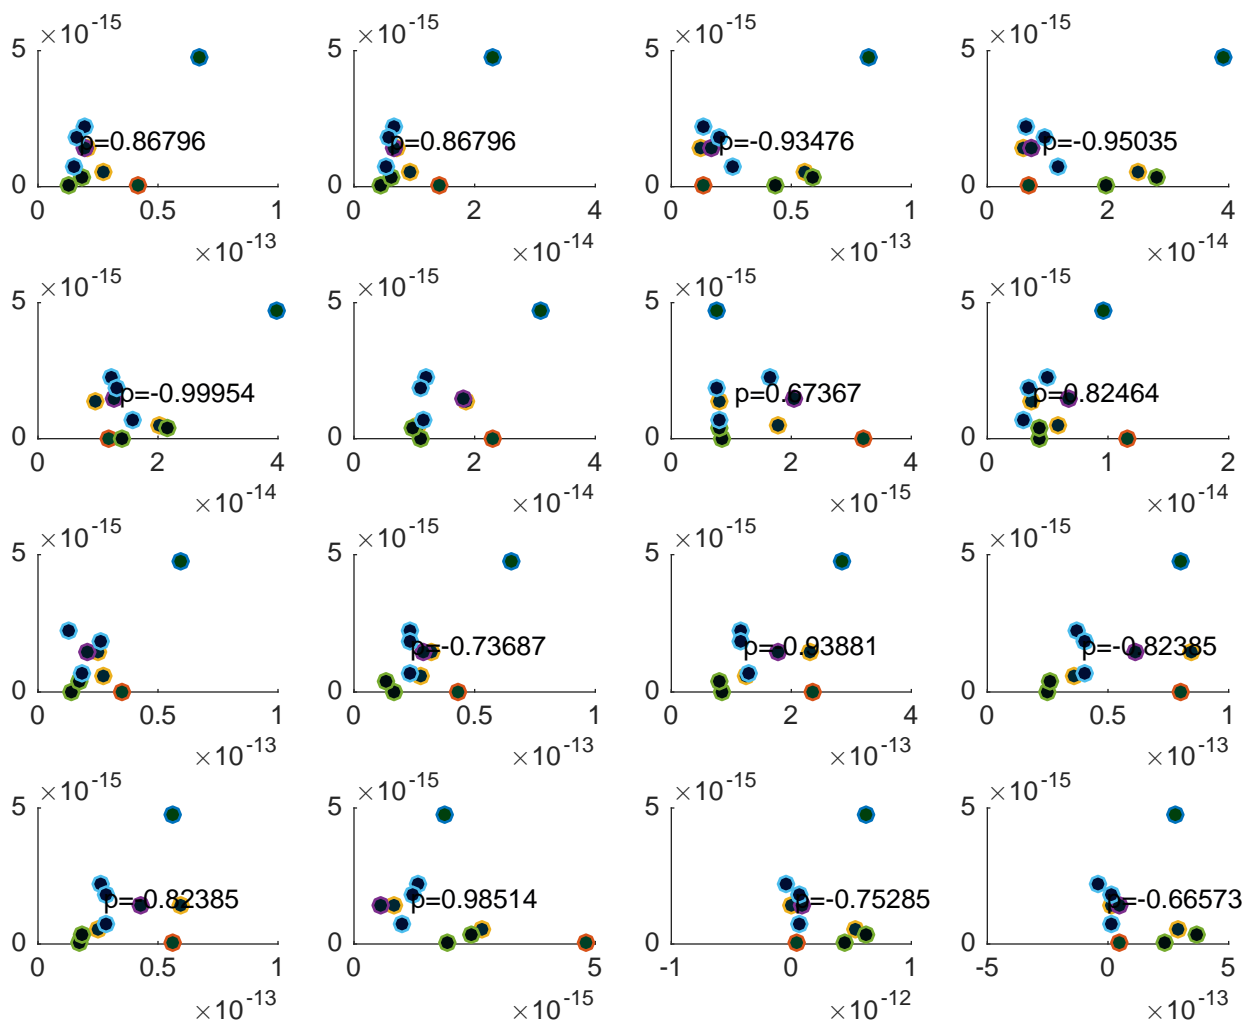 ×10^-15
5
p=0.86796
0
0 0.5 1
×10^-13
×10^-15
5
p=0.86796
0
0 2 4
×10^-14
×10^-15
5
p=-0.93476
0
0 0.5 1
×10^-13
×10^-15
5
p=-0.95035
0
0 2 4
×10^-14
×10^-15
5
p=-0.99954
0
0 2 4
×10^-14
×10^-15
5
0
0 2 4
×10^-14
×10^-15
5
p=0.67367
0
0 2 4
×10^-15
×10^-15
5
p=0.82464
0
0 1 2
×10^-14
×10^-15
5
0
0 0.5 1
×10^-13
×10^-15
5
p=-0.73687
0
0 0.5 1
×10^-13
×10^-15
5
p=-0.93881
0
0 2 4
×10^-13
×10^-15
5
p=-0.82385
0
0 0.5 1
×10^-13
×10^-15
5
p=-0.82385
0
0 0.5 1
×10^-13
×10^-15
5
p=0.98514
0
0 5
×10^-15
×10^-15
5
p=-0.75285
0
-1 0 1
×10^-12
×10^-15
5
p=-0.66573
0
-5 0 5
×10^-13